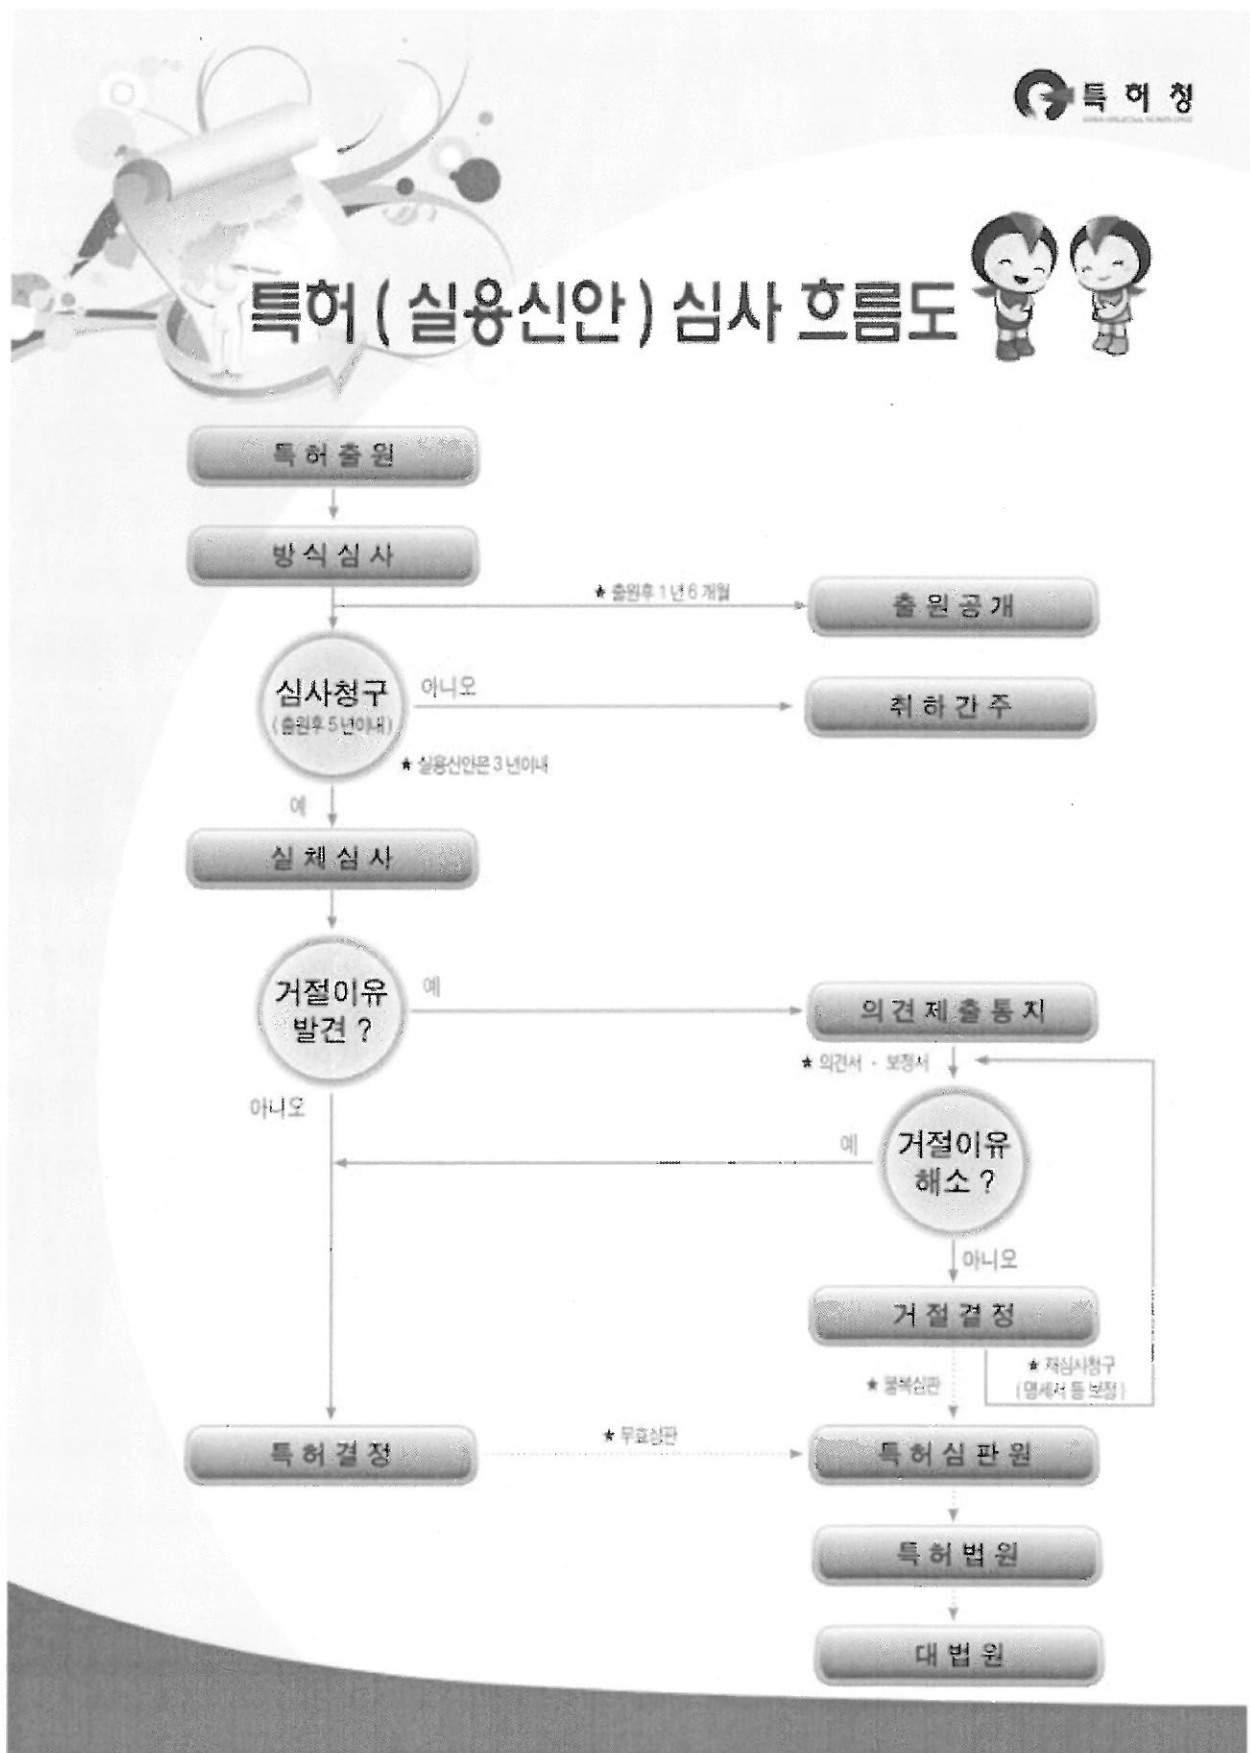 특허청
특허 ( 실용신안 ) 심사 흐름도
특허출원
방식심사
★ 출원후 1년 6개월
출원공개
심사청구
(출원후 5년이내)
아니오
취하간주
★ 실용신안은 3년이내
예
실체심사
거절이유
발견 ?
예
의견제출통지
★ 의견서 · 보정서
아니오
예
거절이유
해소 ?
아니오
거절결정
★ 불복심판
★ 재심사청구
(명세서 등 보정)
특허결정
★ 무효심판
특허심판원
특허법원
대법원